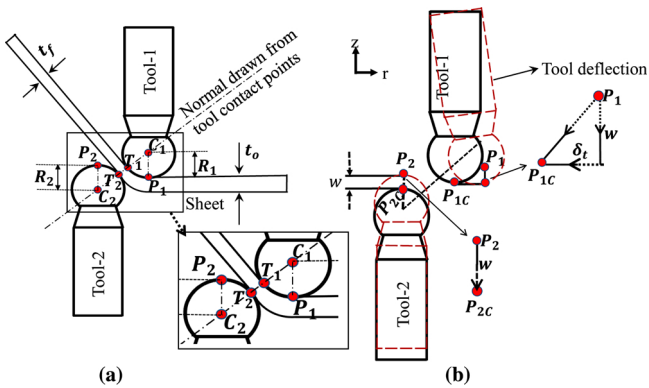 t_f
Tool-1
Normal drawn from
tool contact points
P_2
C_1
T_1
R_1
t_o
R_2
T_2
P_1
C_2
Sheet
Tool-2
P_2
T_1
C_1
T_2
P_1
C_2
(a)
z
r
Tool-1
Tool deflection
P_1
w
δ_t
P_1C
P_2
P_1
w
P_1C
P_2C
P_2
w
P_2C
Tool-2
(b)